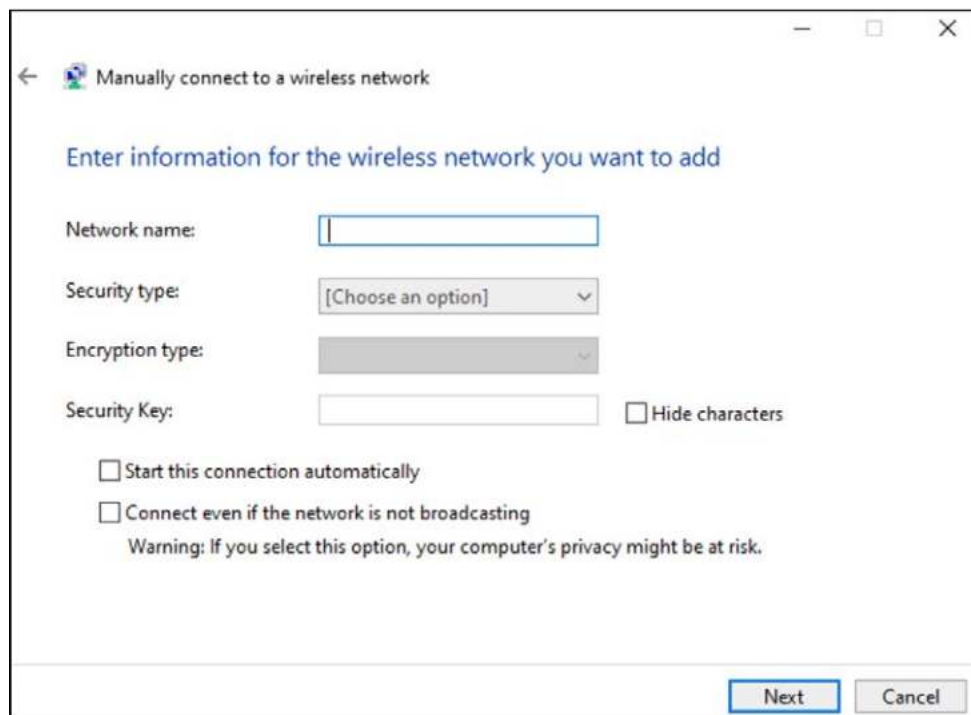 Manually connect to a wireless network
Enter information for the wireless network you want to add
Network name:
Security type: [Choose an option]
Encryption type:
Security Key: Hide characters
Start this connection automatically
Connect even if the network is not broadcasting
Warning: If you select this option, your computer's privacy might be at risk.
Next Cancel